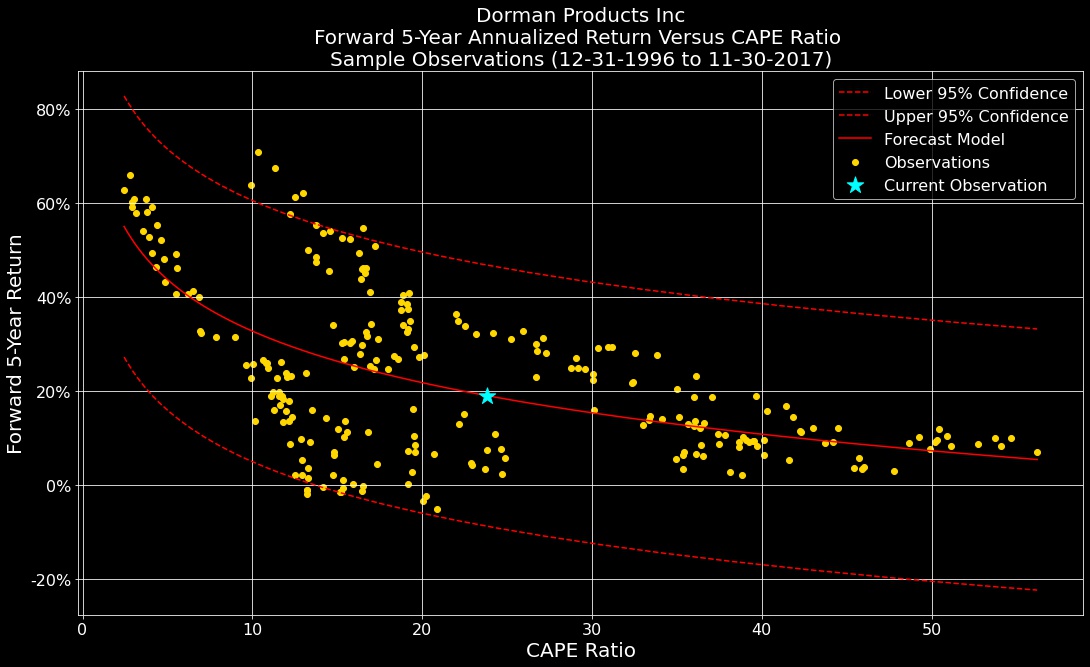 Dorman Products Inc
Forward 5-Year Annualized Return Versus CAPE Ratio
Sample Observations (12-31-1996 to 11-30-2017)
Lower 95% Confidence
Upper 95% Confidence
Forecast Model
Observations
Current Observation
Forward 5-Year Return
80%
60%
40%
20%
0%
-20%
0 10 20 30 40 50
CAPE Ratio